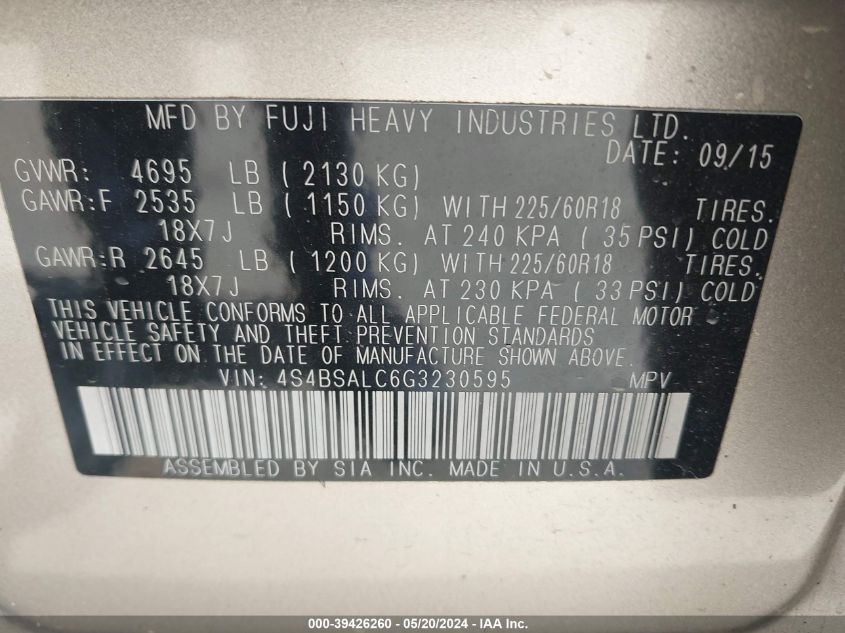 MFD BY FUJI HEAVY INDUSTRIES LTD.
DATE: 09/15
GVWR: 4695 LB ( 2130 KG)
GAWR:F 2535 LB ( 1150 KG) WITH 225/60R18 TIRES.
18X7J RIMS. AT 240 KPA ( 35 PSI) COLD
GAWR:R 2645 LB ( 1200 KG) WITH 225/60R18 TIRES.
18X7J RIMS. AT 230 KPA ( 33 PSI) COLD
THIS VEHICLE CONFORMS TO ALL APPLICABLE FEDERAL MOTOR
VEHICLE SAFETY AND THEFT PREVENTION STANDARDS
IN EFFECT ON THE DATE OF MANUFACTURE SHOWN ABOVE.
VIN: 4S4BSALC6G3230595 MPV
ASSEMBLED BY SIA INC. MADE IN U.S.A.
000-39426260 - 05/20/2024 - IAA Inc.